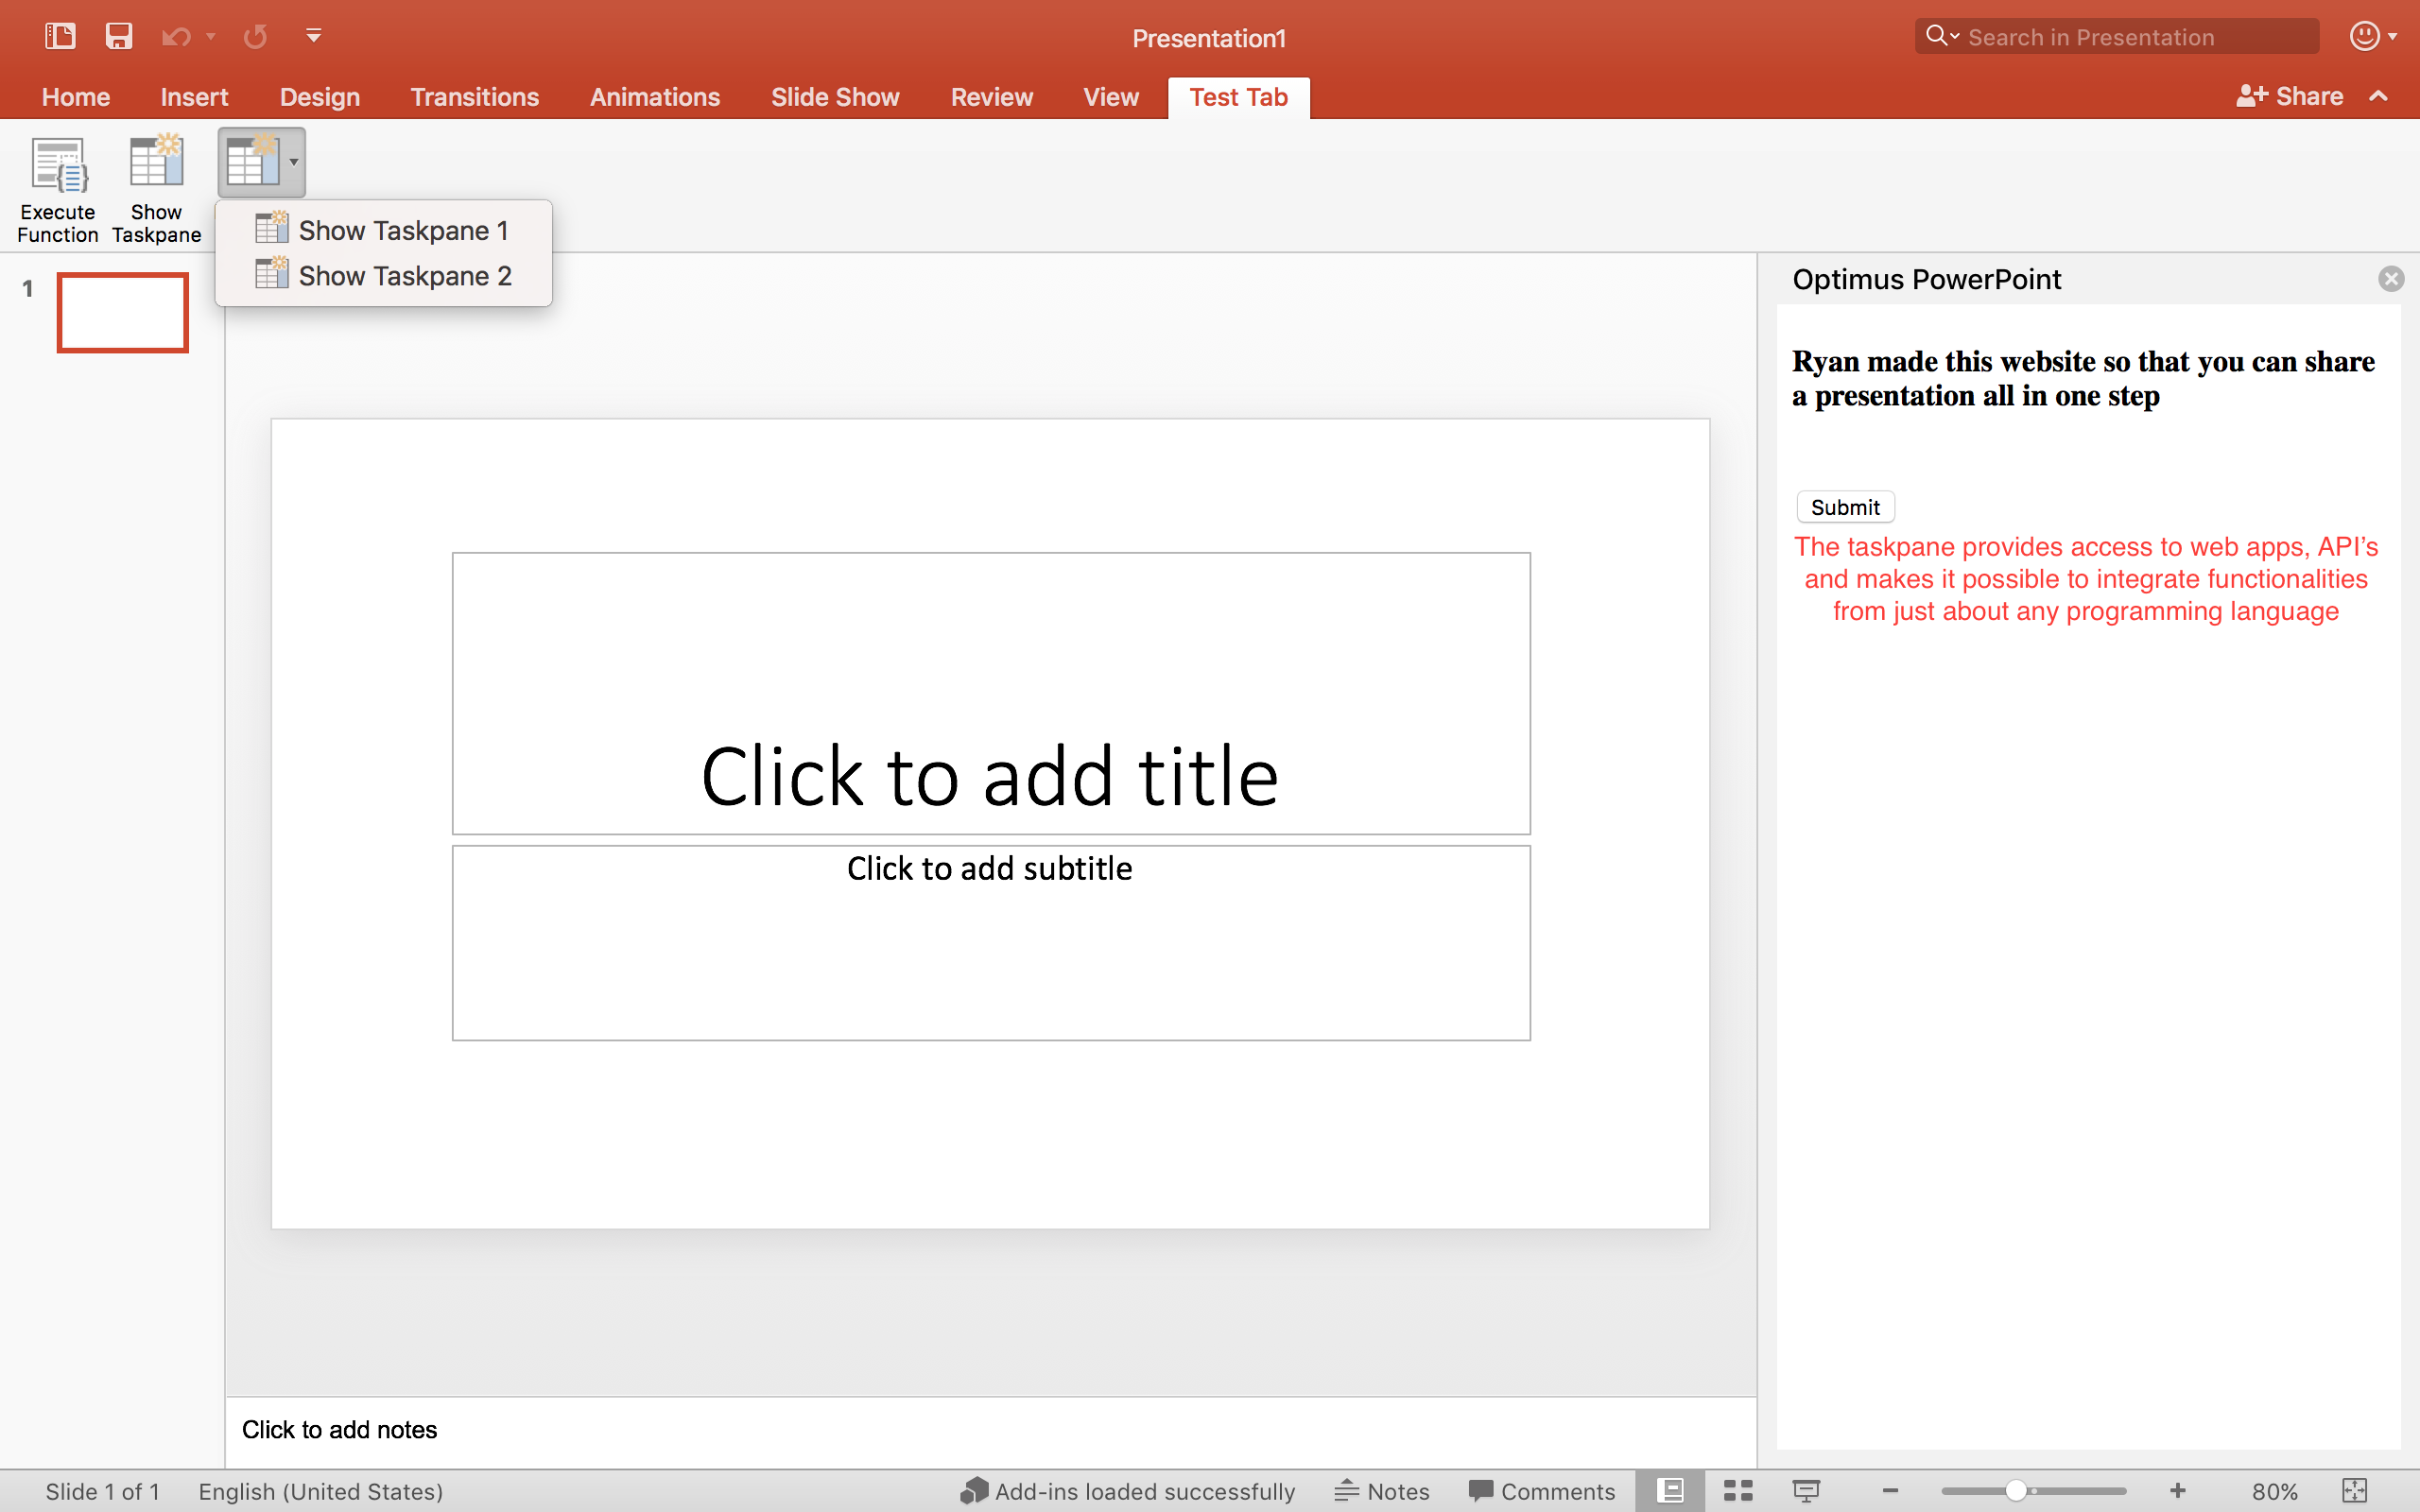 Presentation1
Search in Presentation
Home Insert Design Transitions Animations Slide Show Review View Test Tab Share
Execute Function
Show Taskpane
Show Taskpane 1
Show Taskpane 2
1
Click to add title
Click to add subtitle
Click to add notes
Optimus PowerPoint
Ryan made this website so that you can share
a presentation all in one step
Submit
The taskpane provides access to web apps, API’s
and makes it possible to integrate functionalities
from just about any programming language
Slide 1 of 1 English (United States) Add-ins loaded successfully Notes Comments 80%